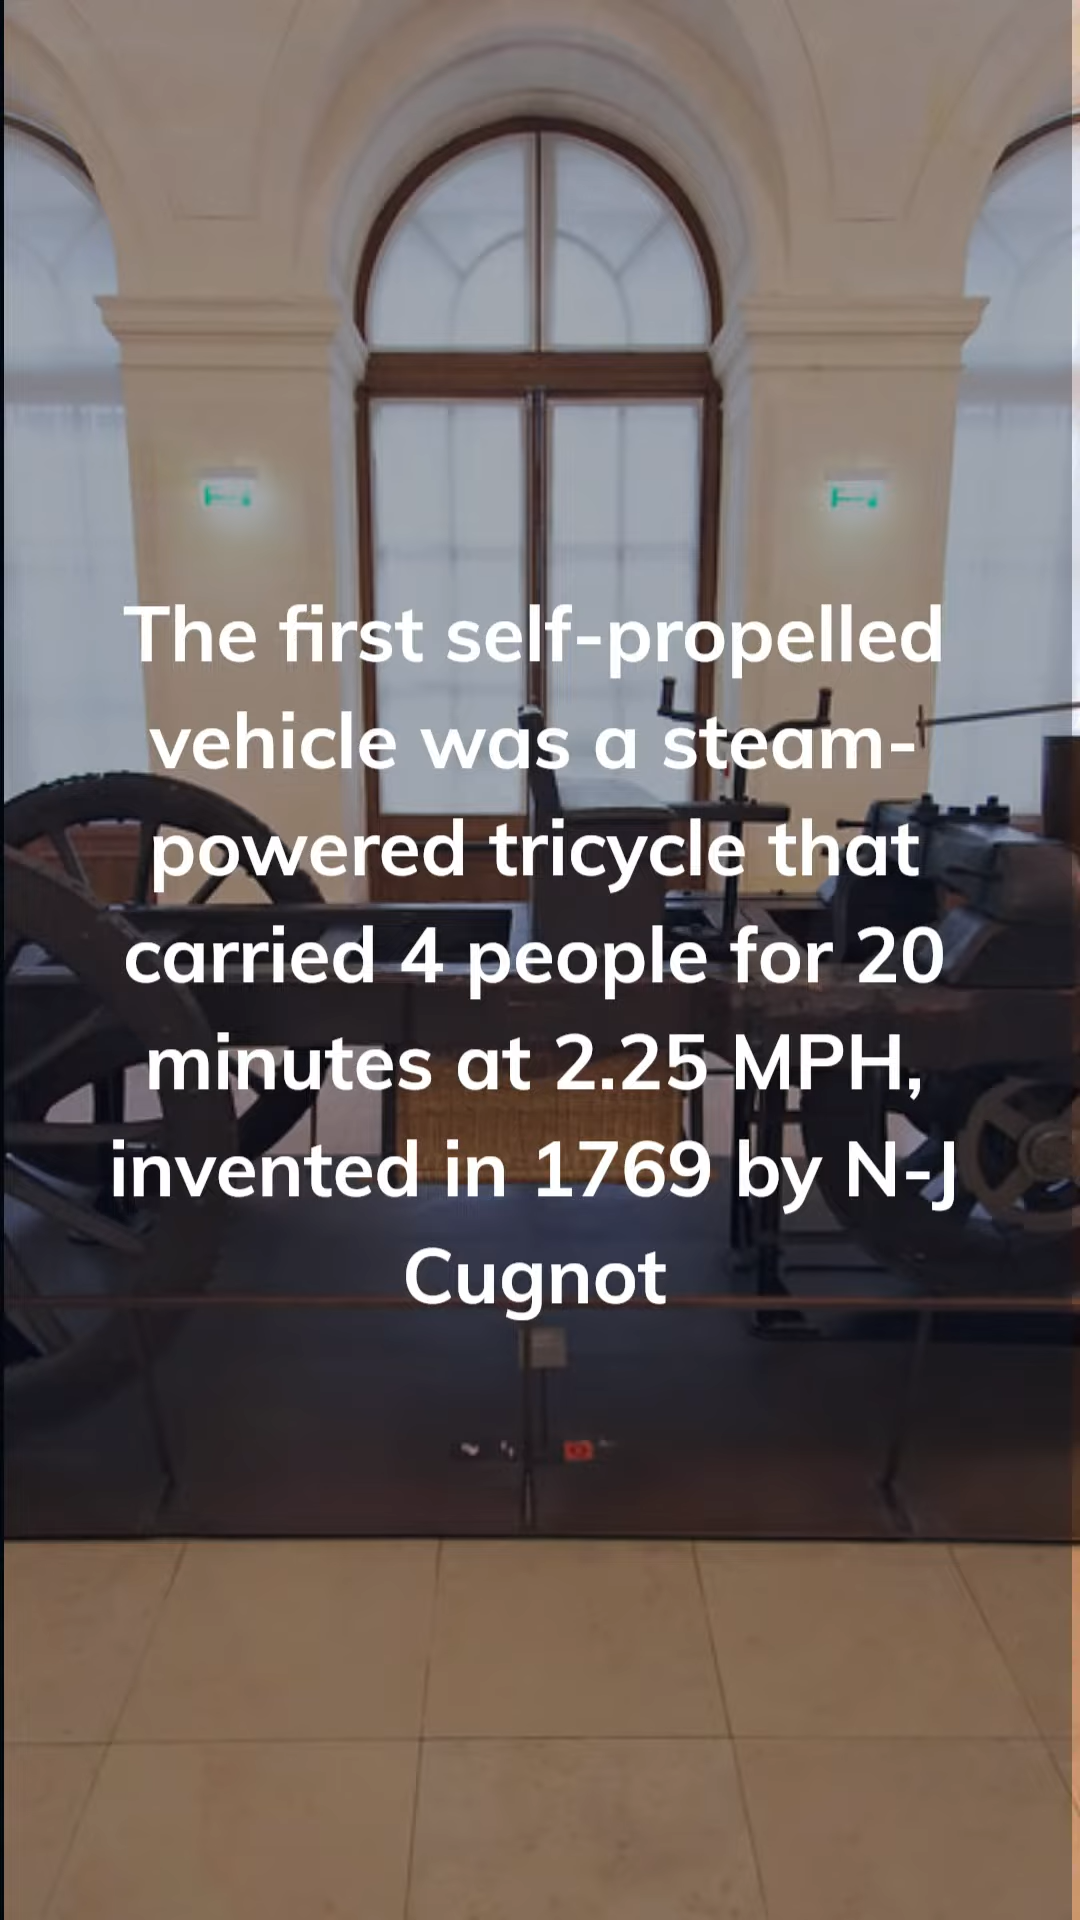 The first self-propelled
vehicle was a steam-
powered tricycle that
carried 4 people for 20
minutes at 2.25 MPH,
invented in 1769 by N-J
Cugnot